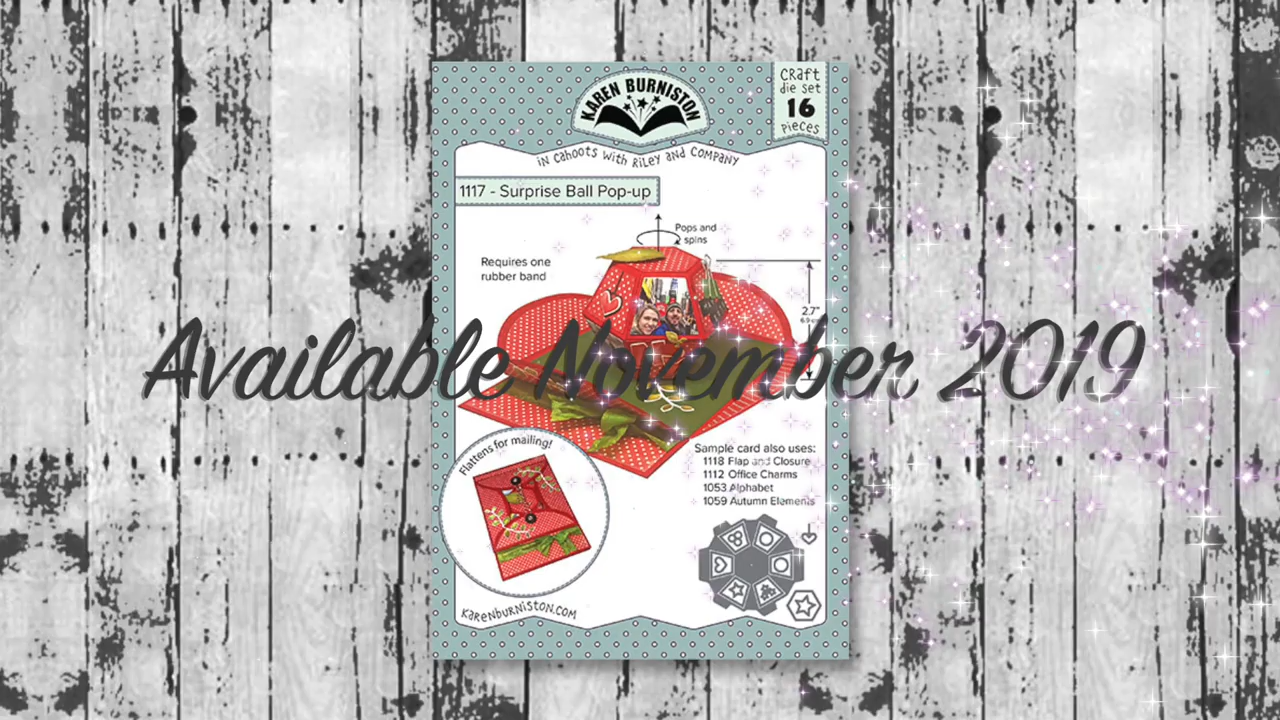 KAREN BURNISTON
CRAFT
die set
16
pieces
in cahoots with Riley and Company
1117 - Surprise Ball Pop-up
Pops and
spins
Requires one
rubber band
2.7"
Available November 2019
Flattens for mailing!
Sample card also uses:
1118 Flap and Closure
1112 Office Charms
1053 Alphabet
1059 Autumn Elements
KARENBURNISTON.COM